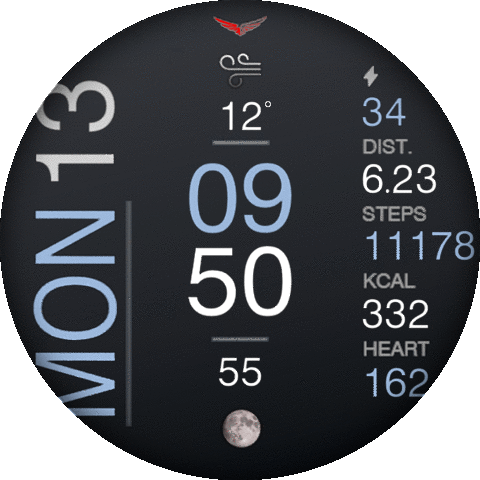 MON 13
12°
09
50
55
34
DIST.
6.23
STEPS
11178
KCAL
332
HEART
162